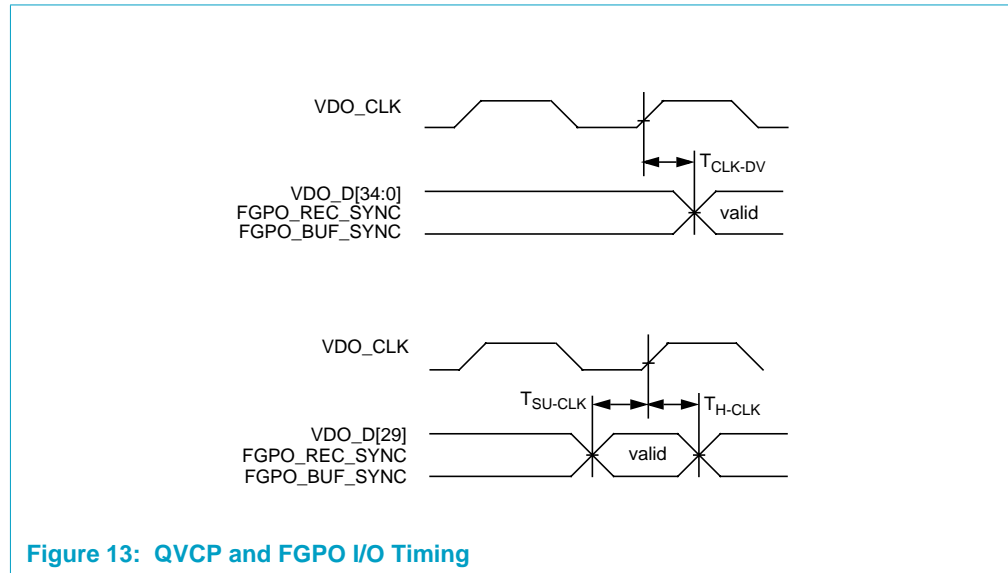 VDO_CLK
T_CLK-DV
VDO_D[34:0]
FGPO_REC_SYNC
FGPO_BUF_SYNC
valid
VDO_CLK
T_SU-CLK
T_H-CLK
VDO_D[29]
FGPO_REC_SYNC
FGPO_BUF_SYNC
valid
Figure 13: QVCP and FGPO I/O Timing